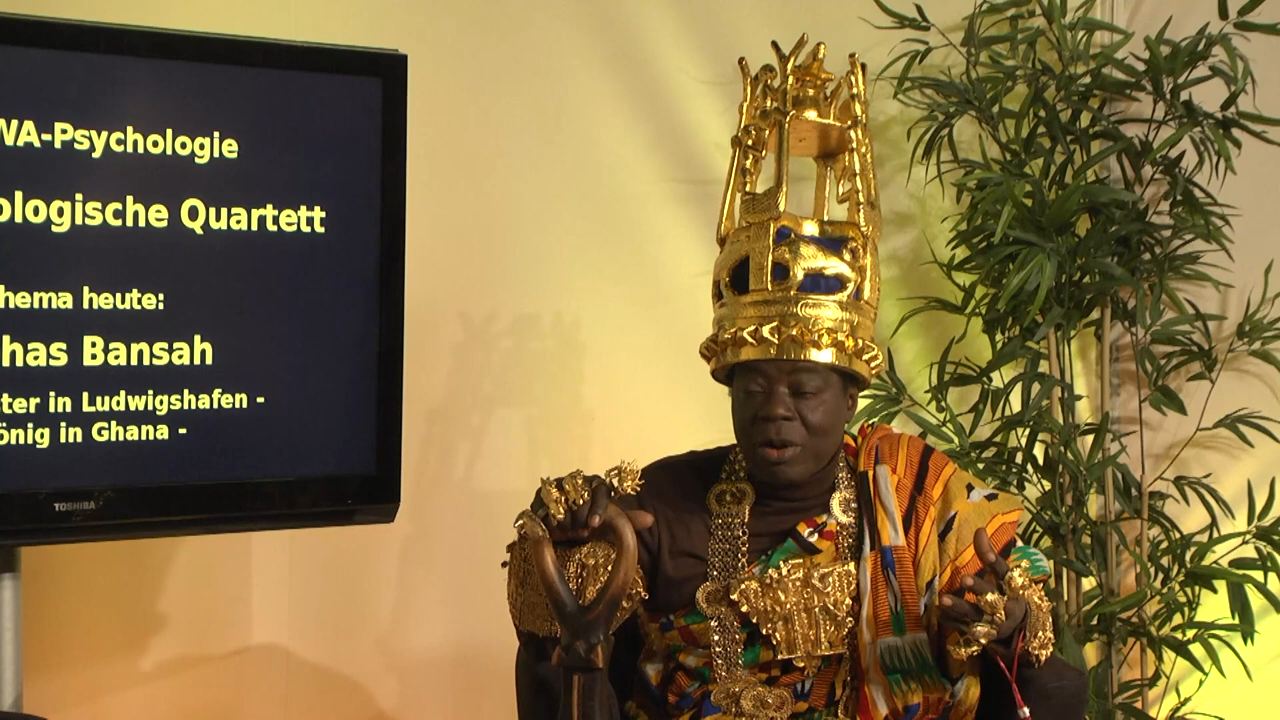 WA-Psychologie
ologische Quartett
hema heute:
has Bansah
ter in Ludwigshafen -
önig in Ghana -
TOSHIBA